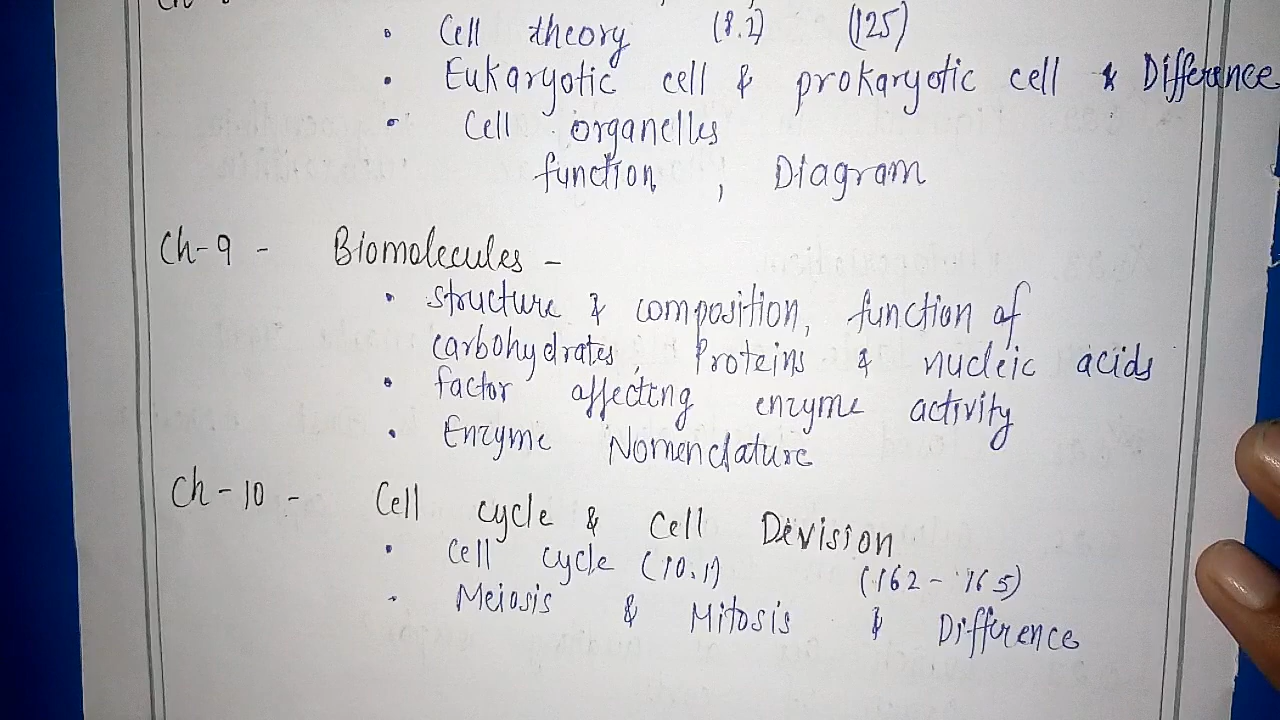 • Cell theory (8.2) (125)
• Eukaryotic cell & prokaryotic cell & Difference
• Cell organelles
function, Diagram
Ch-9 - Biomolecules -
• structure & composition, function of
carbohydrates, Proteins & nucleic acids
• factor affecting enzyme activity
• Enzyme Nomenclature
Ch-10 - Cell cycle & Cell Division
• Cell cycle (10.1) (162-165)
• Meiosis & Mitosis & Difference